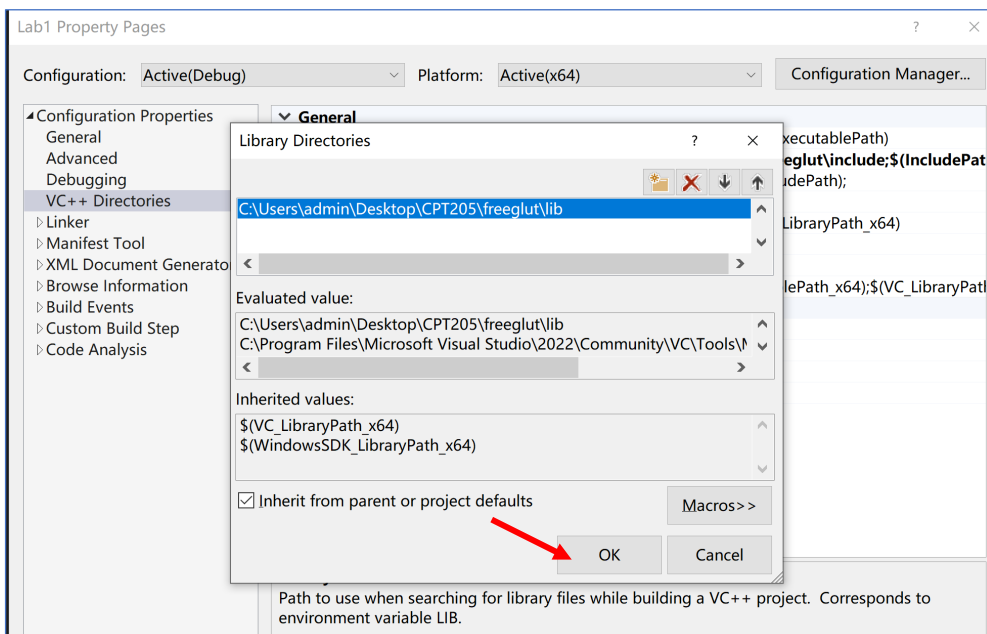 Lab1 Property Pages
?
Configuration: Active(Debug) Platform: Active(x64) Configuration Manager...
Configuration Properties
General
Advanced
Debugging
VC++ Directories
Linker
Manifest Tool
XML Document Generato
Browse Information
Build Events
Custom Build Step
Code Analysis
General
xecutablePath)
eglut\include;$(IncludePat
udePath);
LibraryPath_x64)
lePath_x64);$(VC_LibraryPath
Library Directories ?
C:\Users\admin\Desktop\CPT205\freeglut\lib
Evaluated value:
C:\Users\admin\Desktop\CPT205\freeglut\lib
C:\Program Files\Microsoft Visual Studio\2022\Community\VC\Tools\
Inherited values:
$(VC_LibraryPath_x64)
$(WindowsSDK_LibraryPath_x64)
Inherit from parent or project defaults
Macros>>
OK Cancel
Path to use when searching for library files while building a VC++ project.  Corresponds to
environment variable LIB.